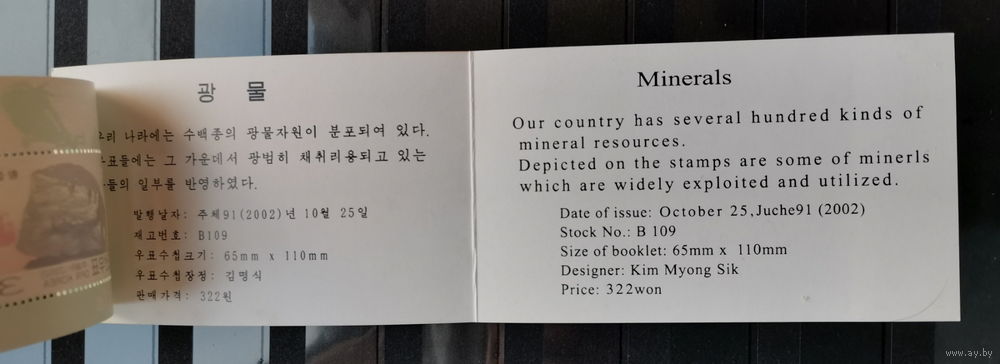 광 물
우리 나라에는 수백종의 광물자원이 분포되여 있다.
우표들에는 그 가운데서 광범히 채취리용되고 있는
들의 일부를 반영하였다.
발행날자: 주체91(2002)년 10월 25일
재고번호: B109
우표수첩크기: 65mm x 110mm
우표수첩장정: 김명식
판매가격: 322원
Minerals
Our country has several hundred kinds of
mineral resources.
Depicted on the stamps are some of minerls
which are widely exploited and utilized.
Date of issue: October 25,Juche91 (2002)
Stock No.: B 109
Size of booklet: 65mm x 110mm
Designer: Kim Myong Sik
Price: 322won
www.ay.by